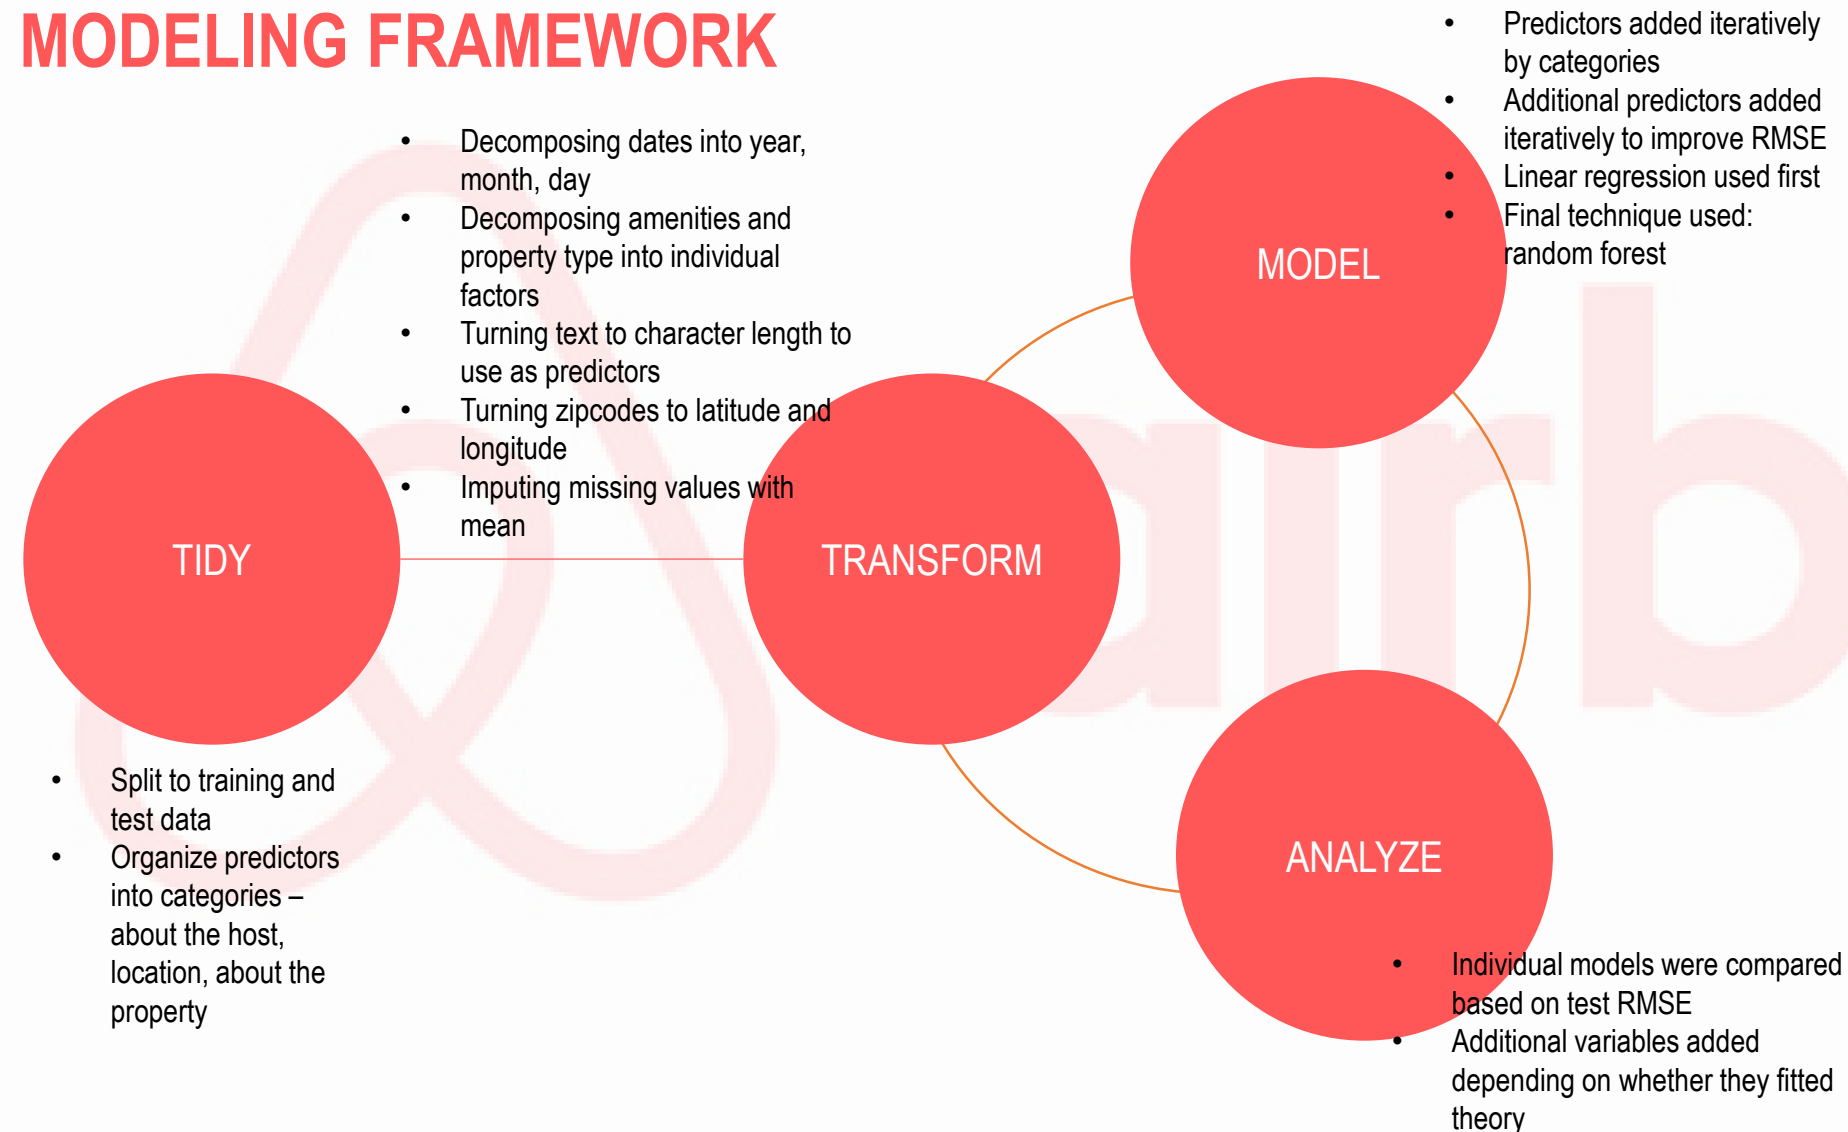 MODELING FRAMEWORK
• Decomposing dates into year,
month, day
• Decomposing amenities and
property type into individual
factors
• Turning text to character length to
use as predictors
• Turning zipcodes to latitude and
longitude
• Imputing missing values with
mean
TIDY
• Split to training and
test data
• Organize predictors
into categories –
about the host,
location, about the
property
TRANSFORM
• Predictors added iteratively
by categories
• Additional predictors added
iteratively to improve RMSE
• Linear regression used first
• Final technique used:
random forest
MODEL
ANALYZE
• Individual models were compared
based on test RMSE
• Additional variables added
depending on whether they fitted
theory
airb